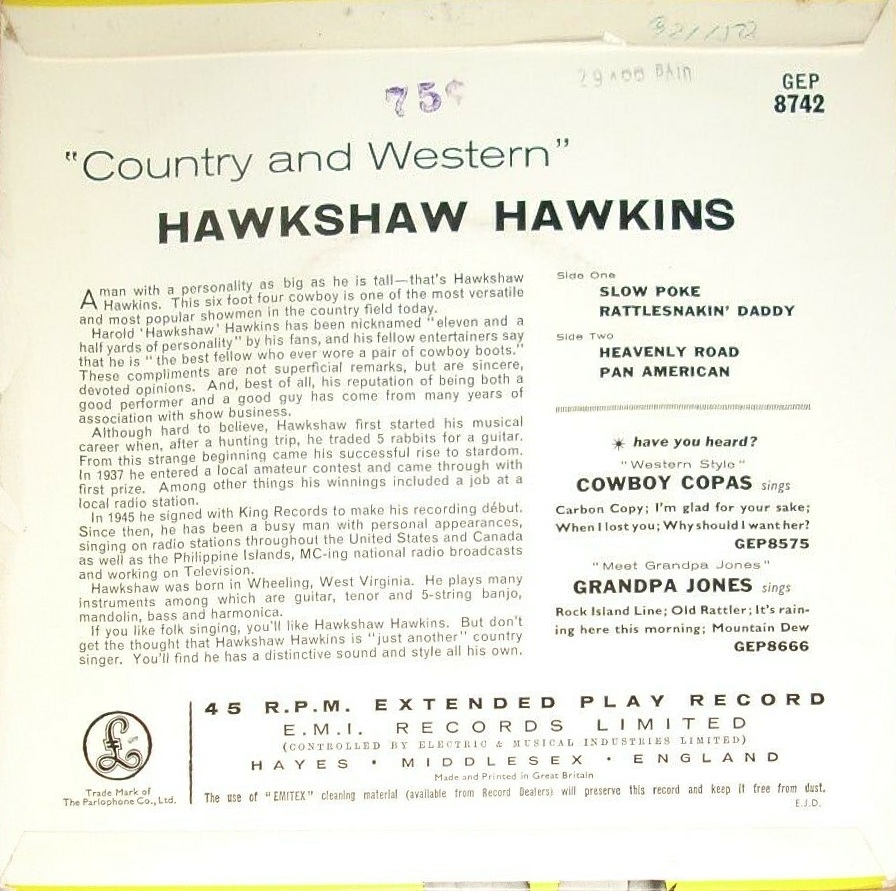 321/152
75¢
GEP
8742
"Country and Western"
HAWKSHAW HAWKINS
A man with a personality as big as he is tall—that's Hawkshaw
Hawkins. This six foot four cowboy is one of the most versatile
and most popular showmen in the country field today.
Harold 'Hawkshaw' Hawkins has been nicknamed "eleven and a
half yards of personality" by his fans, and his fellow entertainers say
that he is "the best fellow who ever wore a pair of cowboy boots."
These compliments are not superficial remarks, but are sincere,
devoted opinions. And, best of all, his reputation of being both a
good performer and a good guy has come from many years of
association with show business.
Although hard to believe, Hawkshaw first started his musical
career when, after a hunting trip, he traded 5 rabbits for a guitar.
From this strange beginning came his successful rise to stardom.
In 1937 he entered a local amateur contest and came through with
first prize. Among other things his winnings included a job at a
local radio station.
In 1945 he signed with King Records to make his recording début.
Since then, he has been a busy man with personal appearances,
singing on radio stations throughout the United States and Canada
as well as the Philippine Islands, MC-ing national radio broadcasts
and working on Television.
Hawkshaw was born in Wheeling, West Virginia. He plays many
instruments among which are guitar, tenor and 5-string banjo,
mandolin, bass and harmonica.
If you like folk singing, you'll like Hawkshaw Hawkins. But don't
get the thought that Hawkshaw Hawkins is "just another" country
singer. You'll find he has a distinctive sound and style all his own.
Side One
SLOW POKE
RATTLESNAKIN' DADDY
Side Two
HEAVENLY ROAD
PAN AMERICAN
✶ have you heard?
"Western Style"
COWBOY COPAS sings
Carbon Copy; I'm glad for your sake;
When I lost you; Why should I want her?
GEP8575
"Meet Grandpa Jones"
GRANDPA JONES sings
Rock Island Line; Old Rattler; It's rain-
ing here this morning; Mountain Dew
GEP8666
£
Trade Mark of
The Parlophone Co., Ltd.
45 R.P.M. EXTENDED PLAY RECORD
E.M.I. RECORDS LIMITED
(CONTROLLED BY ELECTRIC & MUSICAL INDUSTRIES LIMITED)
HAYES • MIDDLESEX • ENGLAND
Made and Printed in Great Britain
The use of "EMITEX" cleaning material (available from Record Dealers) will preserve this record and keep it free from dust.
E.J.D.